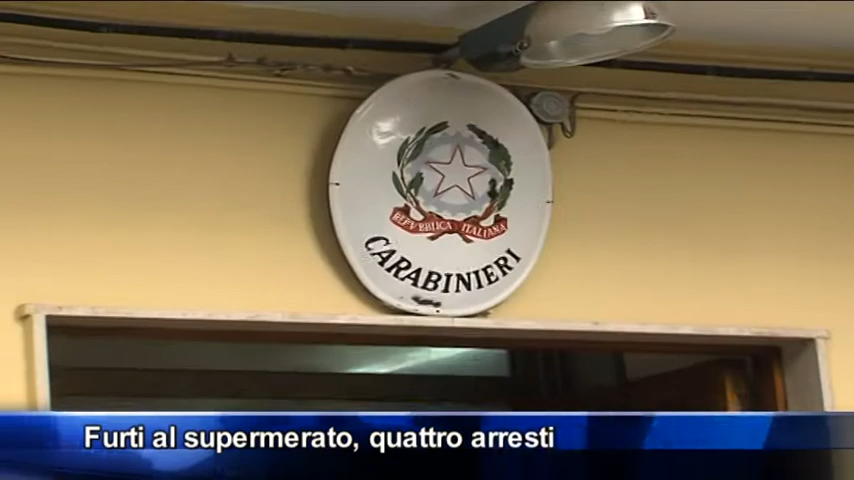 REPVBBLICA ITALIANA
CARABINIERI
Furti al supermerato, quattro arresti